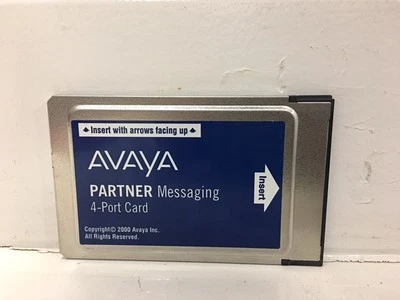 Insert with arrows facing up
AVAYA
PARTNER Messaging
4-Port Card
Insert
Copyright© 2000 Avaya Inc.
All Rights Reserved.